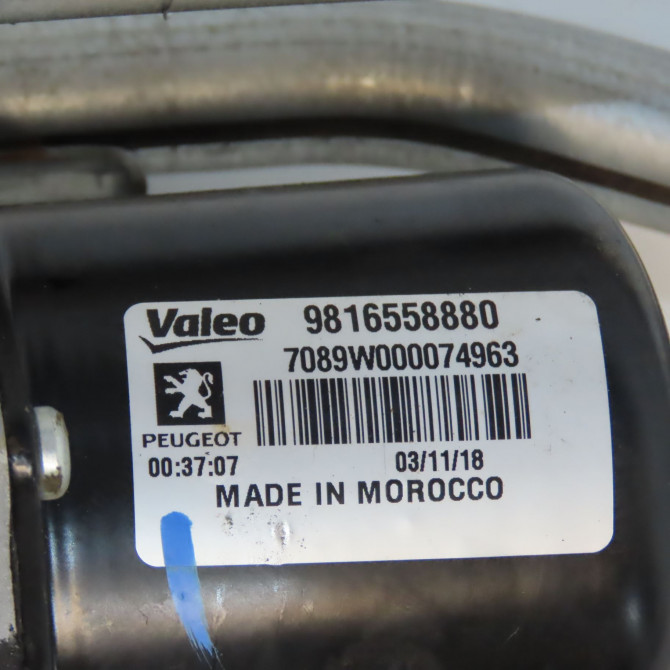 Valeo 9816558880
7089W000074963
PEUGEOT
00:37:07 03/11/18
MADE IN MOROCCO